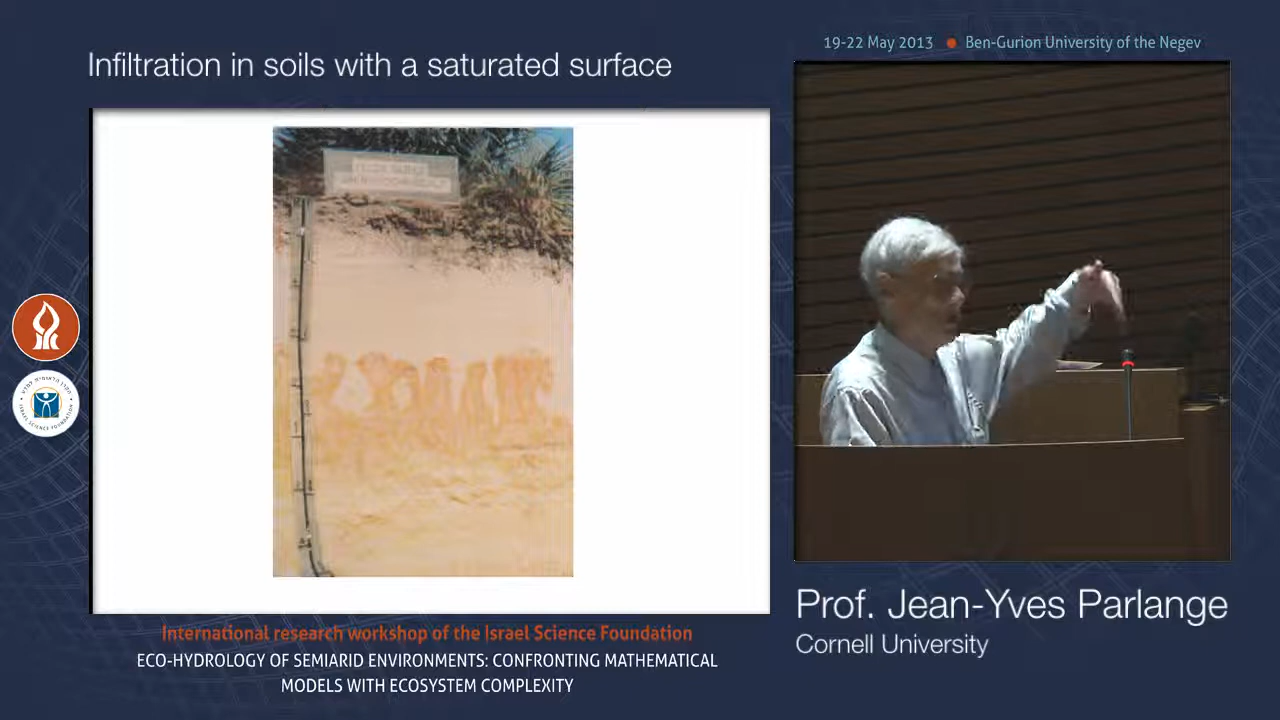 19-22 May 2013 ● Ben-Gurion University of the Negev
Infiltration in soils with a saturated surface
Prof. Jean-Yves Parlange
Cornell University
International research workshop of the Israel Science Foundation
ECO-HYDROLOGY OF SEMIARID ENVIRONMENTS: CONFRONTING MATHEMATICAL
MODELS WITH ECOSYSTEM COMPLEXITY